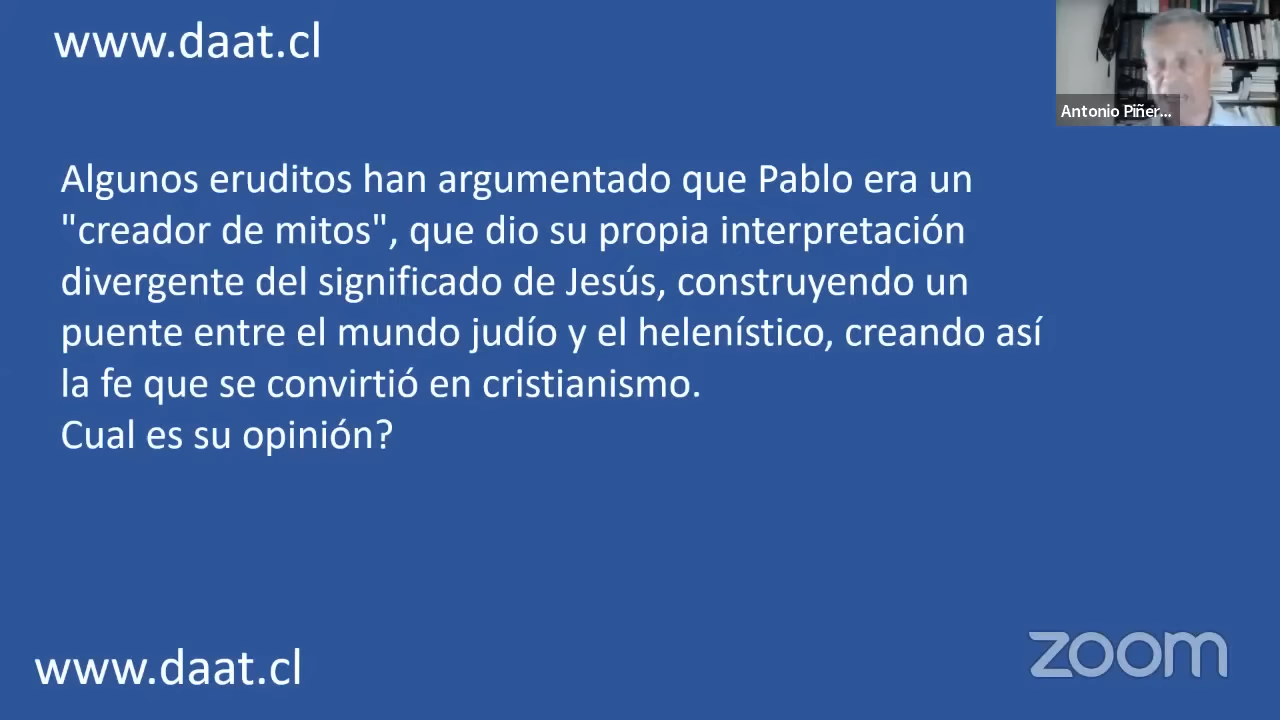 www.daat.cl
Antonio Piñer...
Algunos eruditos han argumentado que Pablo era un
"creador de mitos", que dio su propia interpretación
divergente del significado de Jesús, construyendo un
puente entre el mundo judío y el helenístico, creando así
la fe que se convirtió en cristianismo.
Cual es su opinión?
www.daat.cl
zoom